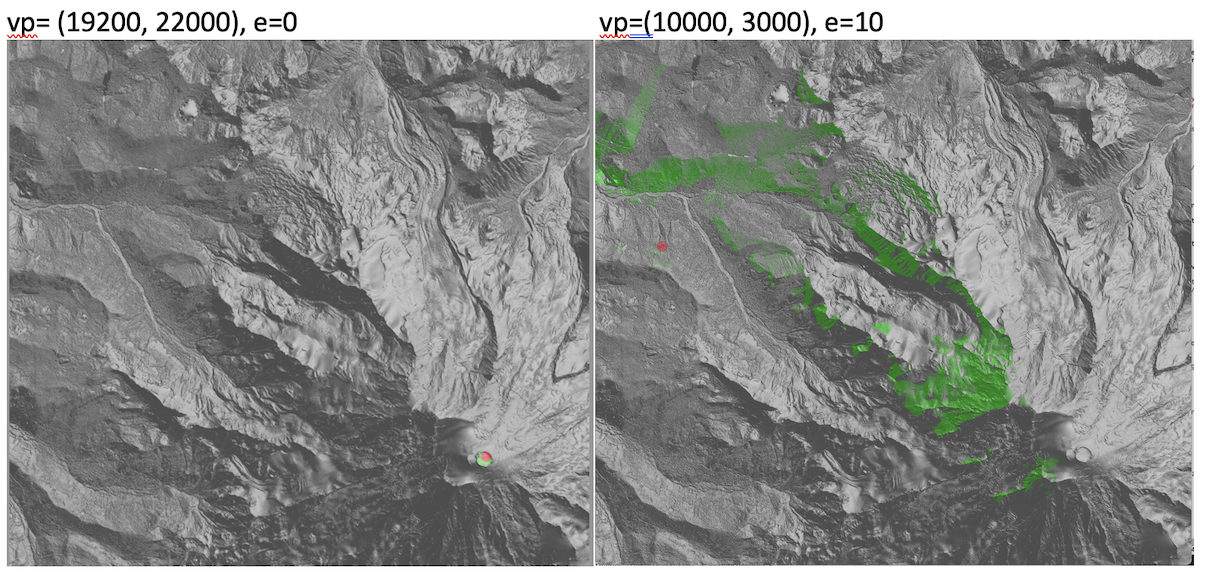 vp= (19200, 22000), e=0
vp=(10000, 3000), e=10